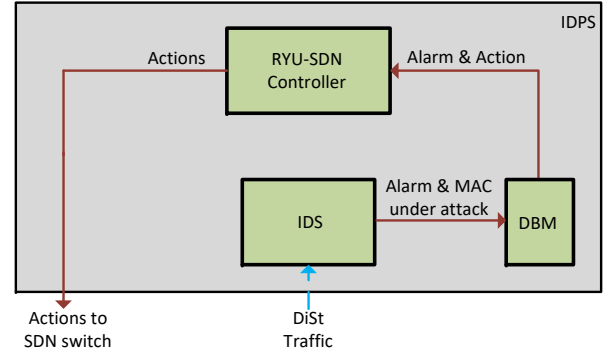 IDPS
Actions
RYU-SDN
Controller
Alarm & Action
IDS
Alarm & MAC
under attack
DBM
Actions to
SDN switch
DiSt
Traffic